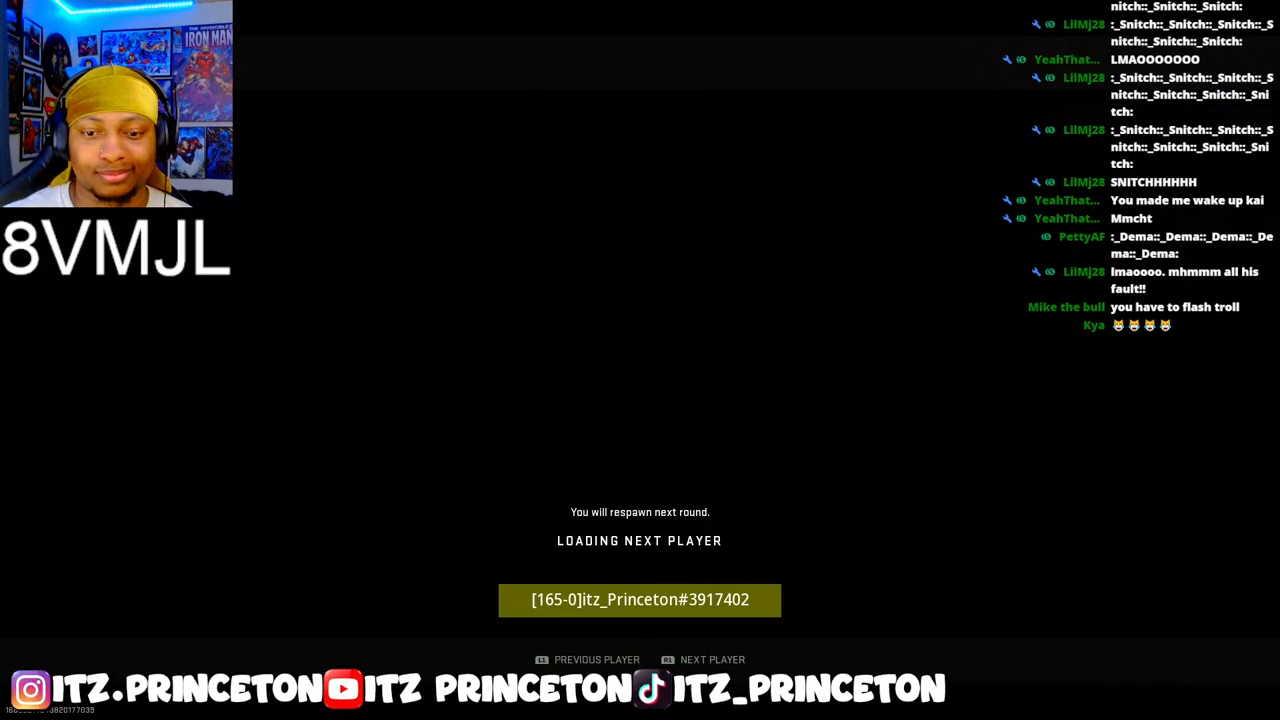 THE INVINCIBLE
IRON MAN
8VMJL
nitch::_Snitch::_Snitch:
LilMj28 :_Snitch::_Snitch::_Snitch::_S
nitch::_Snitch::_Snitch:
YeahThat... LMAOOOOOOO
LilMj28 :_Snitch::_Snitch::_Snitch::_S
nitch::_Snitch::_Snitch::_Sni
tch:
LilMj28 :_Snitch::_Snitch::_Snitch::_S
nitch::_Snitch::_Snitch::_Sni
tch:
LilMj28 SNITCHHHHHH
YeahThat... You made me wake up kai
YeahThat... Mmcht
PettyAF :_Dema::_Dema::_Dema::_De
ma::_Dema:
LilMj28 lmaoooo. mhmmm all his
fault!!
Mike the bull you have to flash troll
Kya 😹😹😹😹
You will respawn next round.
LOADING NEXT PLAYER
[165-0]itz_Princeton#3917402
L1 PREVIOUS PLAYER R1 NEXT PLAYER
ITZ.PRINCETON ITZ PRINCETON ITZ_PRINCETON